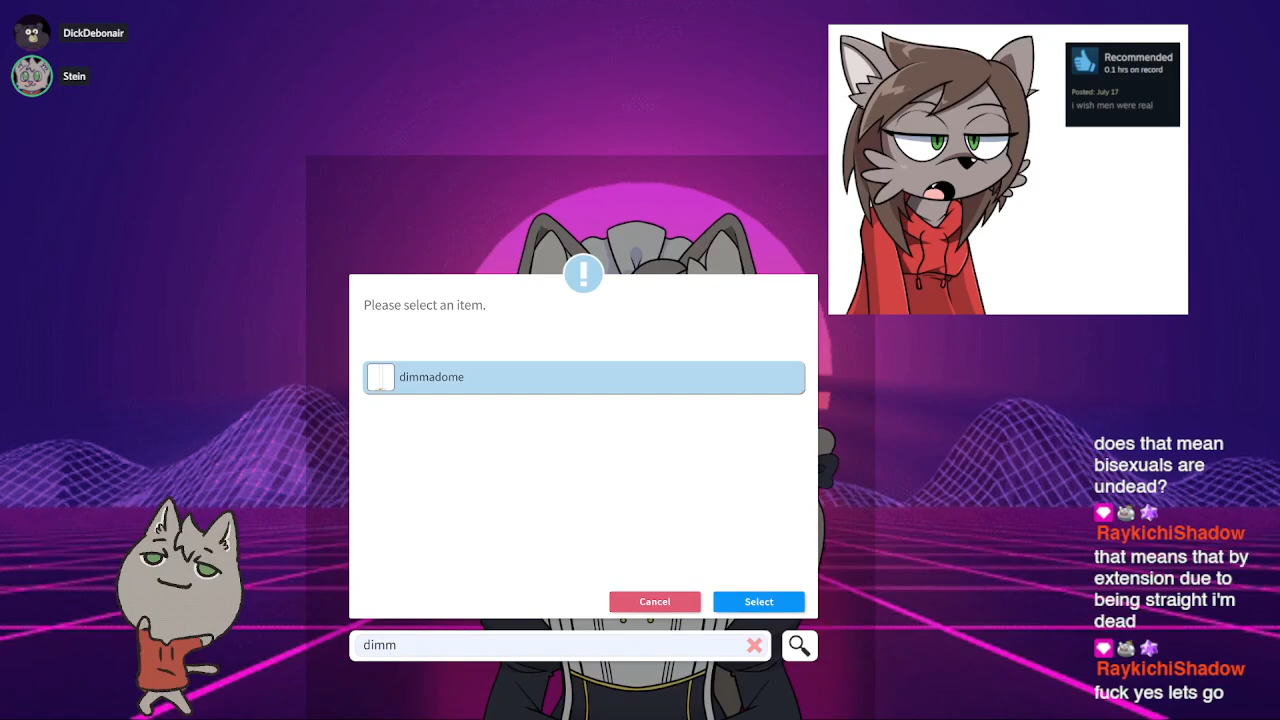 DickDebonair
Stein
Recommended
0.1 hrs on record
Posted: July 17
i wish men were real
Please select an item.
dimmadome
Cancel
Select
dimm
does that mean
bisexuals are
undead?
RaykichiShadow
that means that by
extension due to
being straight i'm
dead
RaykichiShadow
fuck yes lets go